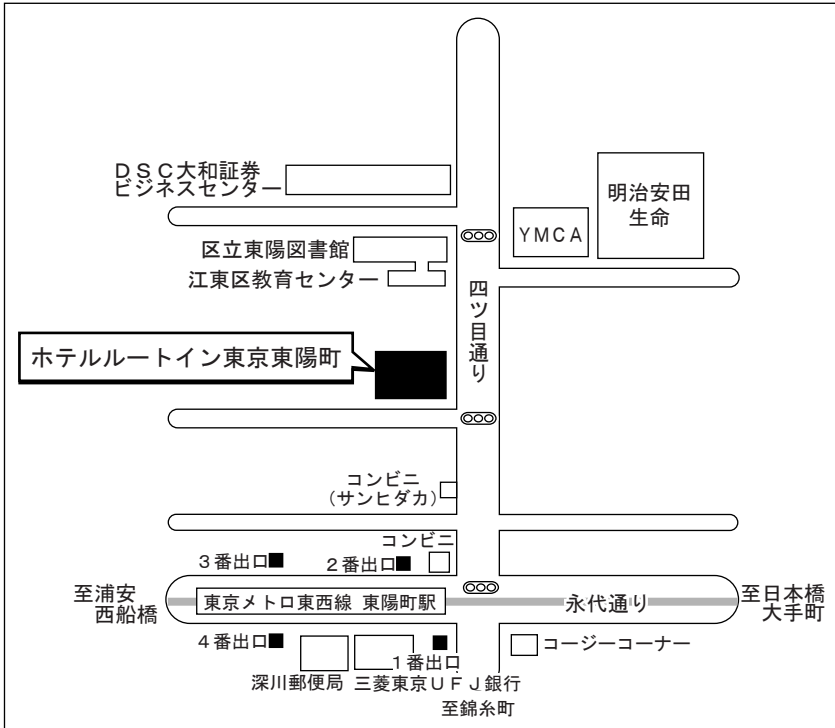 DSC大和証券
ビジネスセンター
明治安田
生命
YMCA
区立東陽図書館
江東区教育センター
四ツ目通り
ホテルルートイン東京東陽町
コンビニ
(サンヒダカ)
コンビニ
3番出口
2番出口
至浦安
西船橋
東京メトロ東西線 東陽町駅
永代通り
至日本橋
大手町
4番出口
1番出口
コージーコーナー
深川郵便局
三菱東京UFJ銀行
至錦糸町